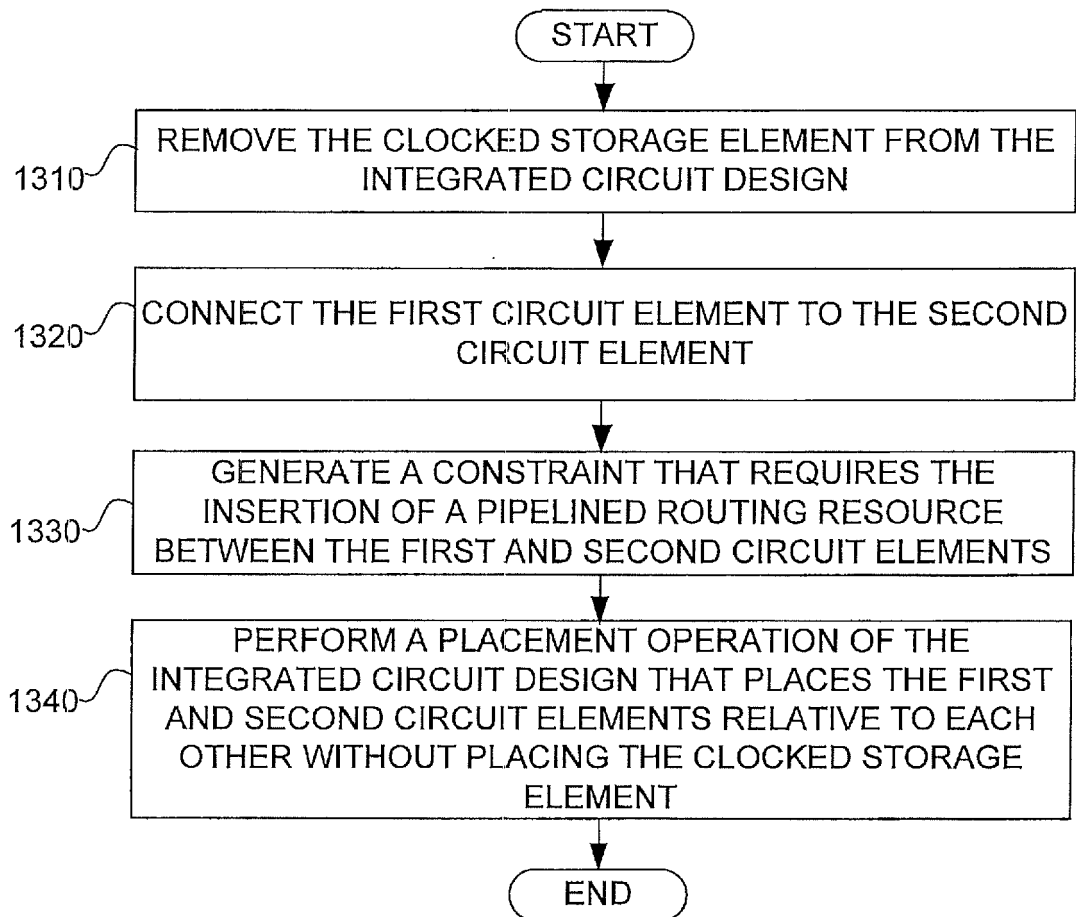 START
1310
REMOVE THE CLOCKED STORAGE ELEMENT FROM THE
INTEGRATED CIRCUIT DESIGN
1320
CONNECT THE FIRST CIRCUIT ELEMENT TO THE SECOND
CIRCUIT ELEMENT
1330
GENERATE A CONSTRAINT THAT REQUIRES THE
INSERTION OF A PIPELINED ROUTING RESOURCE
BETWEEN THE FIRST AND SECOND CIRCUIT ELEMENTS
1340
PERFORM A PLACEMENT OPERATION OF THE
INTEGRATED CIRCUIT DESIGN THAT PLACES THE FIRST
AND SECOND CIRCUIT ELEMENTS RELATIVE TO EACH
OTHER WITHOUT PLACING THE CLOCKED STORAGE
ELEMENT
END